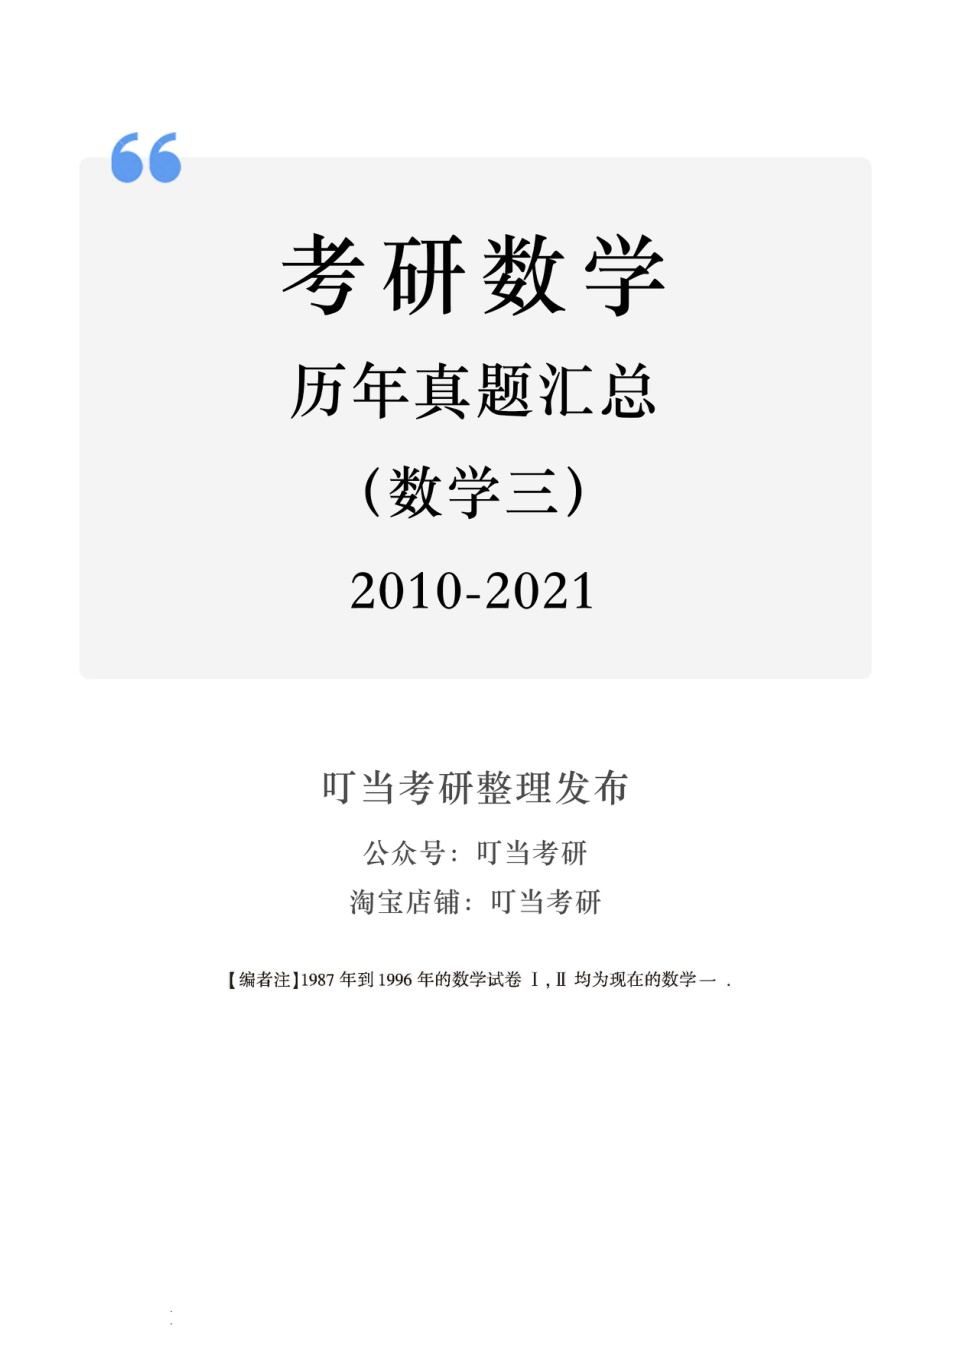 考研数学
历年真题汇总
（数学三）
2010-2021
叮当考研整理发布
公众号：叮当考研
淘宝店铺：叮当考研
【编者注】1987 年到 1996 年的数学试卷 Ⅰ,Ⅱ 均为现在的数学一 .